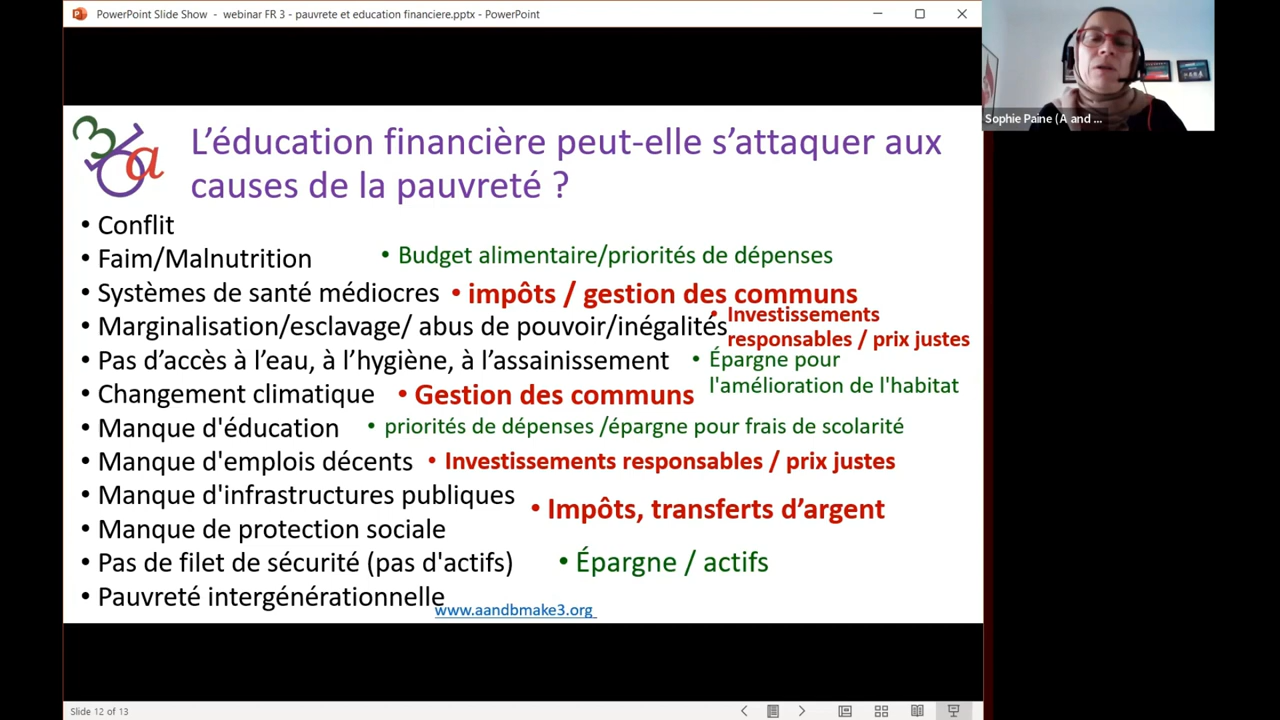 PowerPoint Slide Show - webinar FR 3 - pauvrete et education financiere.pptx - PowerPoint
Sophie Paine (A and ...
L’éducation financière peut-elle s’attaquer aux
causes de la pauvreté ?
• Conflit
• Faim/Malnutrition • Budget alimentaire/priorités de dépenses
• Systèmes de santé médiocres • impôts / gestion des communs
• Marginalisation/esclavage/ abus de pouvoir/inégalités
• Investissements
responsables / prix justes
• Pas d’accès à l’eau, à l’hygiène, à l’assainissement
• Épargne pour
l'amélioration de l'habitat
• Changement climatique • Gestion des communs
• Manque d'éducation • priorités de dépenses /épargne pour frais de scolarité
• Manque d'emplois décents • Investissements responsables / prix justes
• Manque d'infrastructures publiques
• Impôts, transferts d’argent
• Manque de protection sociale
• Pas de filet de sécurité (pas d'actifs) • Épargne / actifs
• Pauvreté intergénérationnelle
www.aandbmake3.org
Slide 12 of 13